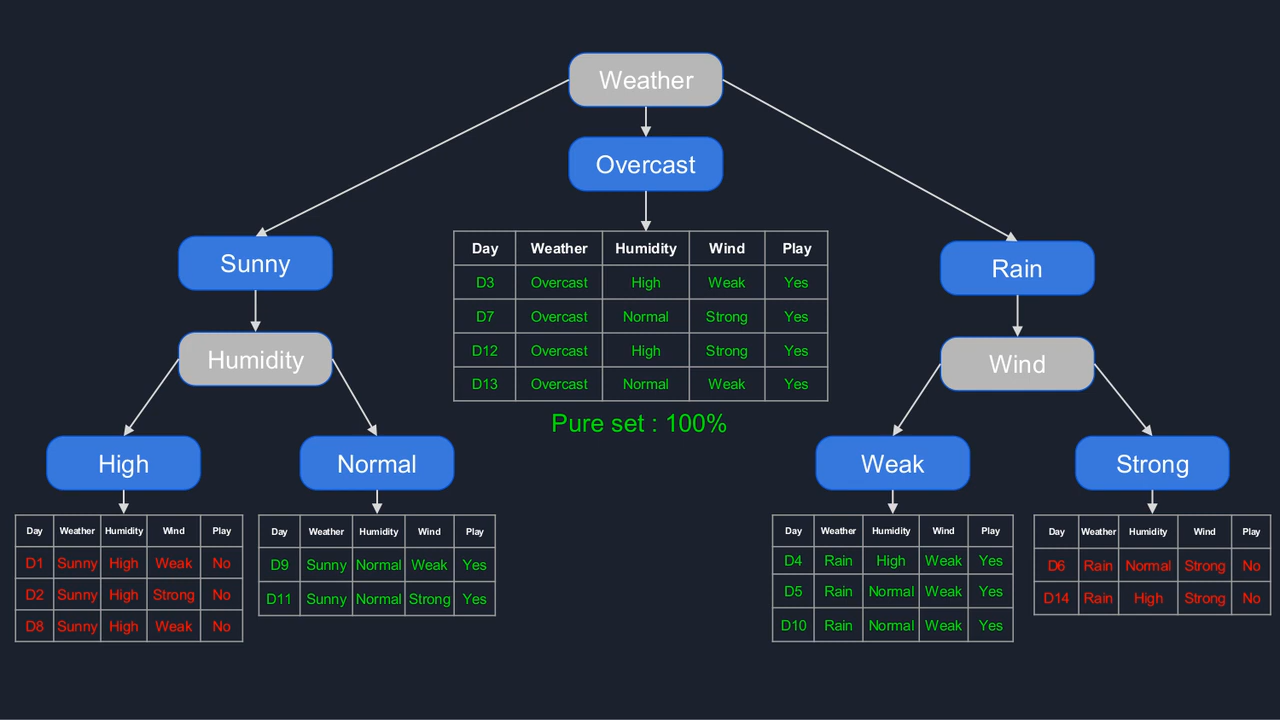 Weather
Overcast
Sunny
Rain
Day Weather Humidity Wind Play
D3 Overcast High Weak Yes
D7 Overcast Normal Strong Yes
D12 Overcast High Strong Yes
D13 Overcast Normal Weak Yes
Pure set : 100%
Humidity
Wind
High
Normal
Weak
Strong
Day Weather Humidity Wind Play
D1 Sunny High Weak No
D2 Sunny High Strong No
D8 Sunny High Weak No
Day Weather Humidity Wind Play
D9 Sunny Normal Weak Yes
D11 Sunny Normal Strong Yes
Day Weather Humidity Wind Play
D4 Rain High Weak Yes
D5 Rain Normal Weak Yes
D10 Rain Normal Weak Yes
Day Weather Humidity Wind Play
D6 Rain Normal Strong No
D14 Rain High Strong No